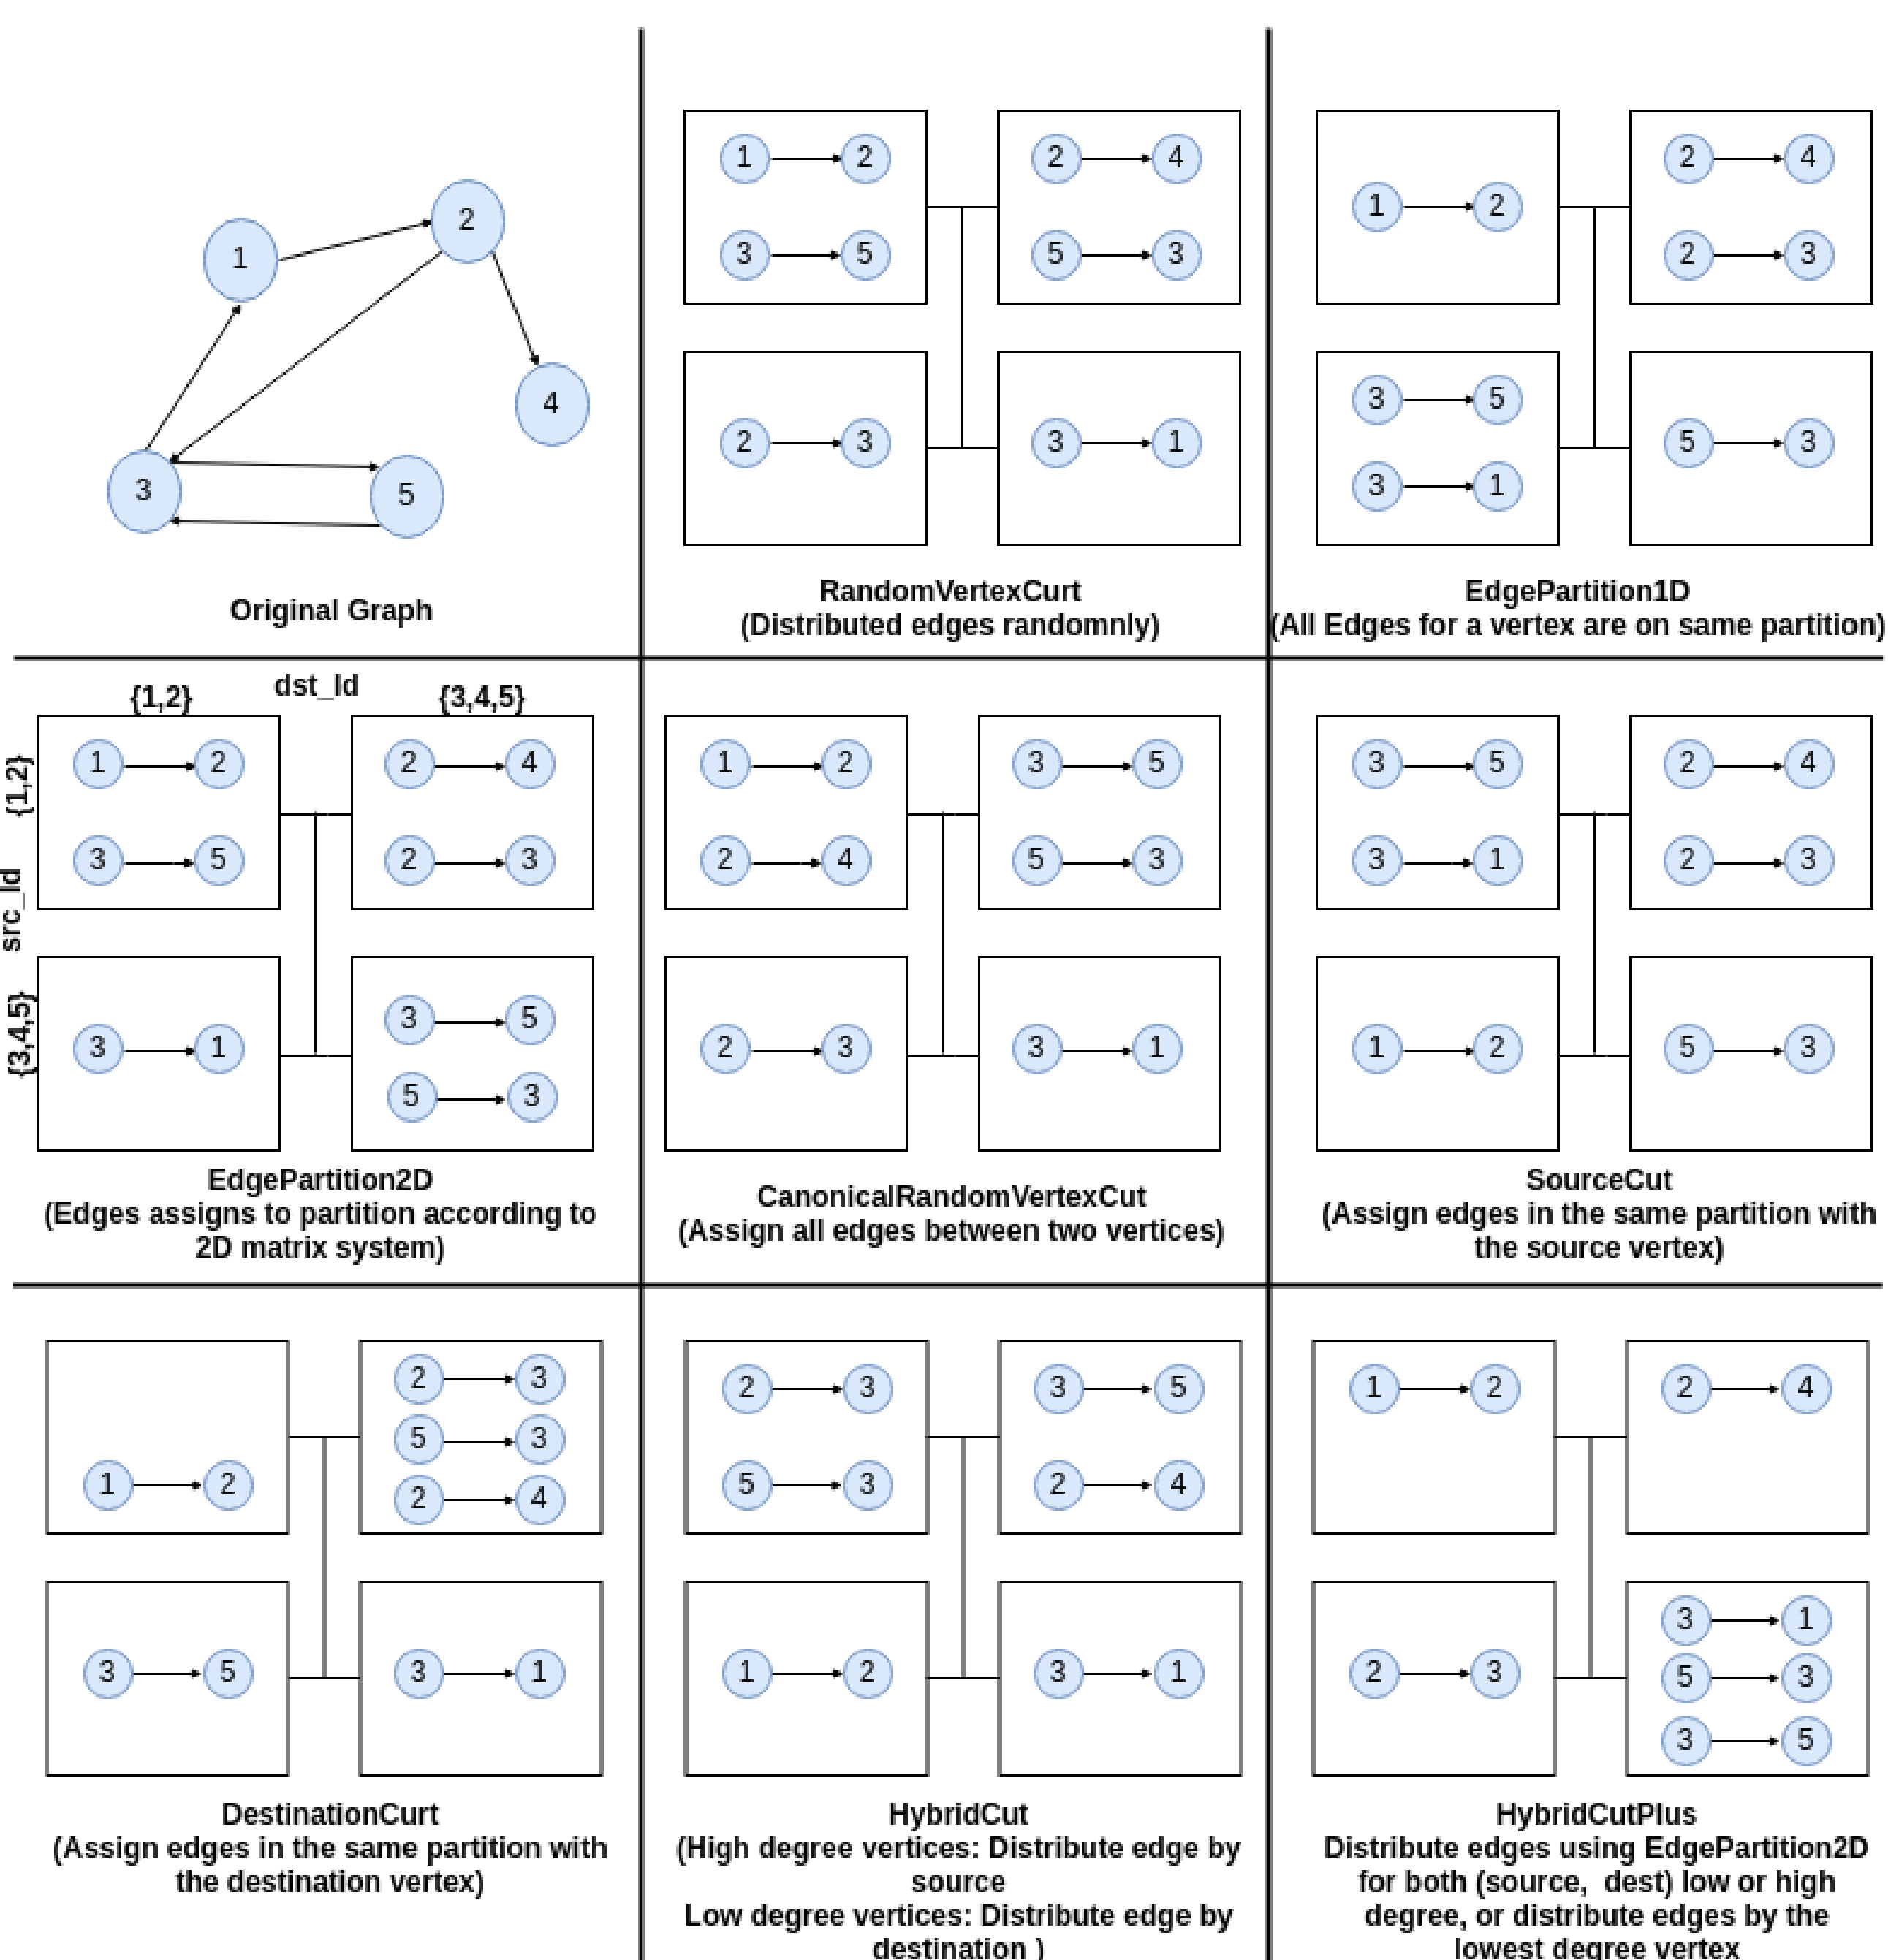 1 2 3 4 5
Original Graph
1 2 2 4
3 5 5 3
2 3 3 1
RandomVertexCurt
(Distributed edges randomnly)
1 2
2 4
2 3
3 5
3 1
5 3
EdgePartition1D
(All Edges for a vertex are on same partition)
dst_Id
{1,2} {3,4,5}
{1,2}
src_Id
{3,4,5}
1 2 2 4
3 5 2 3
3 1
3 5
5 3
EdgePartition2D
(Edges assigns to partition according to
2D matrix system)
1 2 3 5
2 4 5 3
2 3 3 1
CanonicalRandomVertexCut
(Assign all edges between two vertices)
3 5 2 4
3 1 2 3
1 2 5 3
SourceCut
(Assign edges in the same partition with
the source vertex)
1 2
2 3
5 3
2 4
3 5 3 1
DestinationCurt
(Assign edges in the same partition with
the destination vertex)
2 3 3 5
5 3 2 4
1 2 3 1
HybridCut
(High degree vertices: Distribute edge by
source
Low degree vertices: Distribute edge by
destination )
1 2 2 4
2 3
3 1
5 3
3 5
HybridCutPlus
Distribute edges using EdgePartition2D
for both (source, dest) low or high
degree, or distribute edges by the
lowest degree vertex